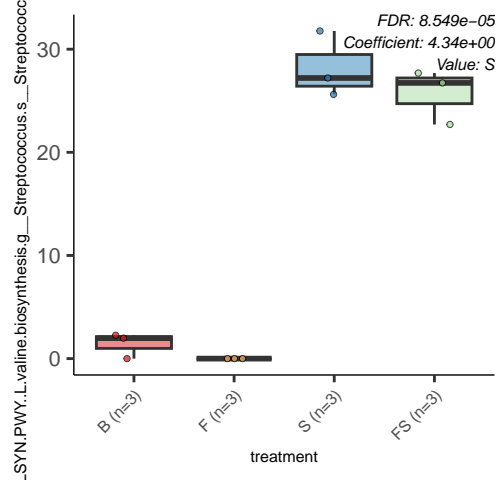 FDR: 8.549e−05
Coefficient: 4.34e+00
Value: S
LSYN.PWY..L.valine.biosynthesis.g__Streptococcus.s__Streptococc
30
20
10
0
B (n=3)
F (n=3)
S (n=3)
FS (n=3)
treatment